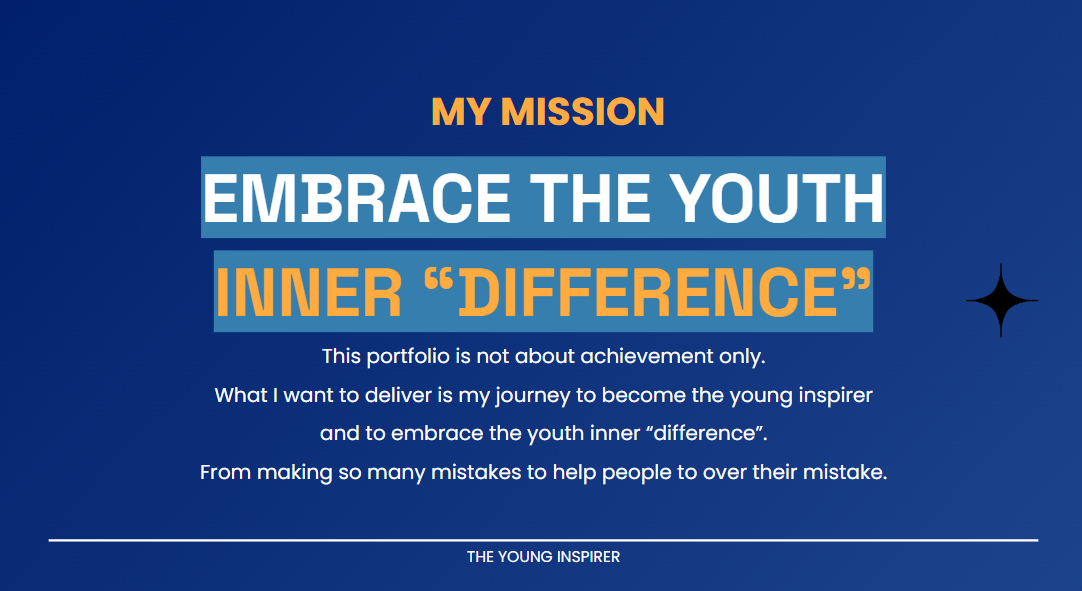 MY MISSION
EMBRACE THE YOUTH
INNER “DIFFERENCE”
This portfolio is not about achievement only.
What I want to deliver is my journey to become the young inspirer
and to embrace the youth inner “difference”.
From making so many mistakes to help people to over their mistake.
THE YOUNG INSPIRER